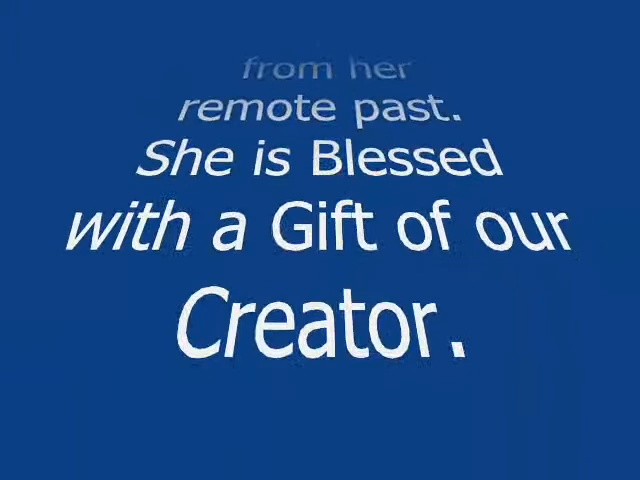 from her
remote past.
She is Blessed
with a Gift of our
Creator.